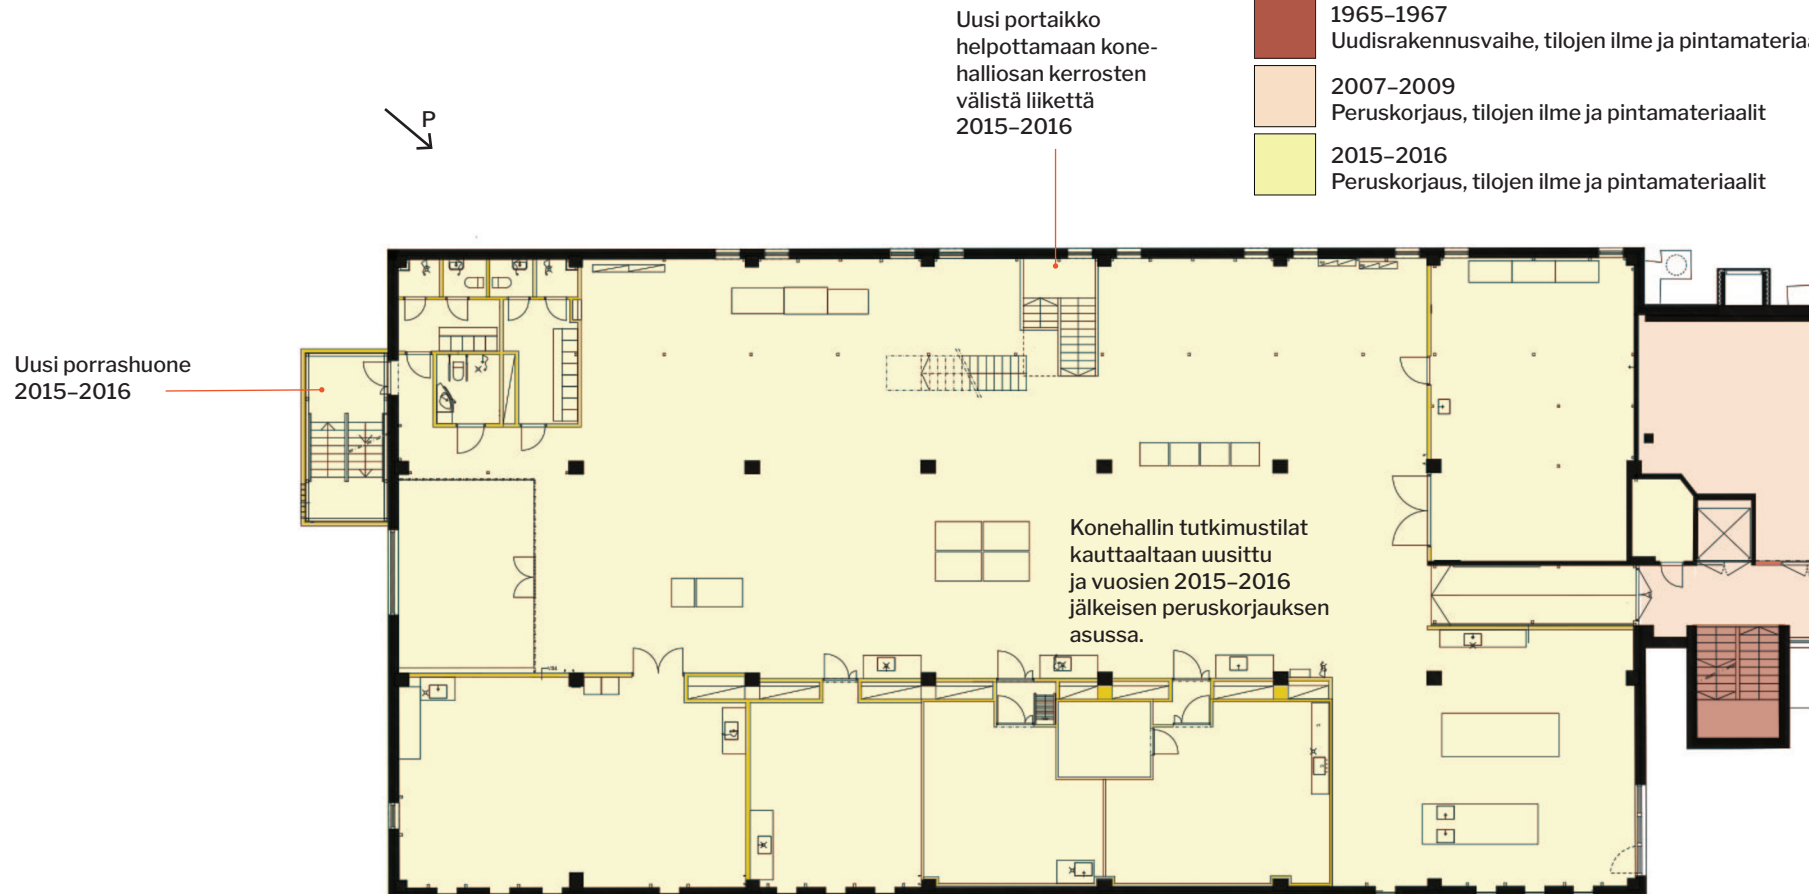 Uusi portaikko
helpottamaan kone-
halliosan kerrosten
välistä liikettä
2015–2016
1965–1967
Uudisrakennusvaihe, tilojen ilme ja
2007–2009
Peruskorjaus, tilojen ilme ja pintamateriaalit
2015–2016
Peruskorjaus, tilojen ilme ja pintamateriaalit
P
Uusi porrashuone
2015–2016
Konehallin tutkimustilat
kauttaaltaan uusittu
ja vuosien 2015–2016
jälkeisen peruskorjauksen
asussa.